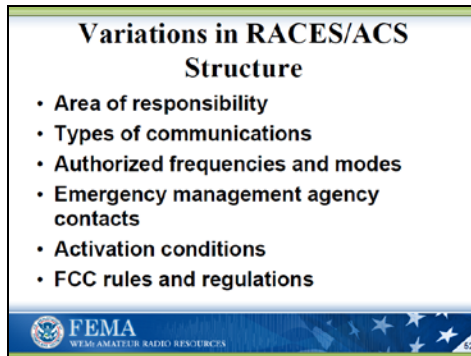 Variations in RACES/ACS
Structure
• Area of responsibility
• Types of communications
• Authorized frequencies and modes
• Emergency management agency
contacts
• Activation conditions
• FCC rules and regulations
FEMA
WEM: AMATEUR RADIO RESOURCES